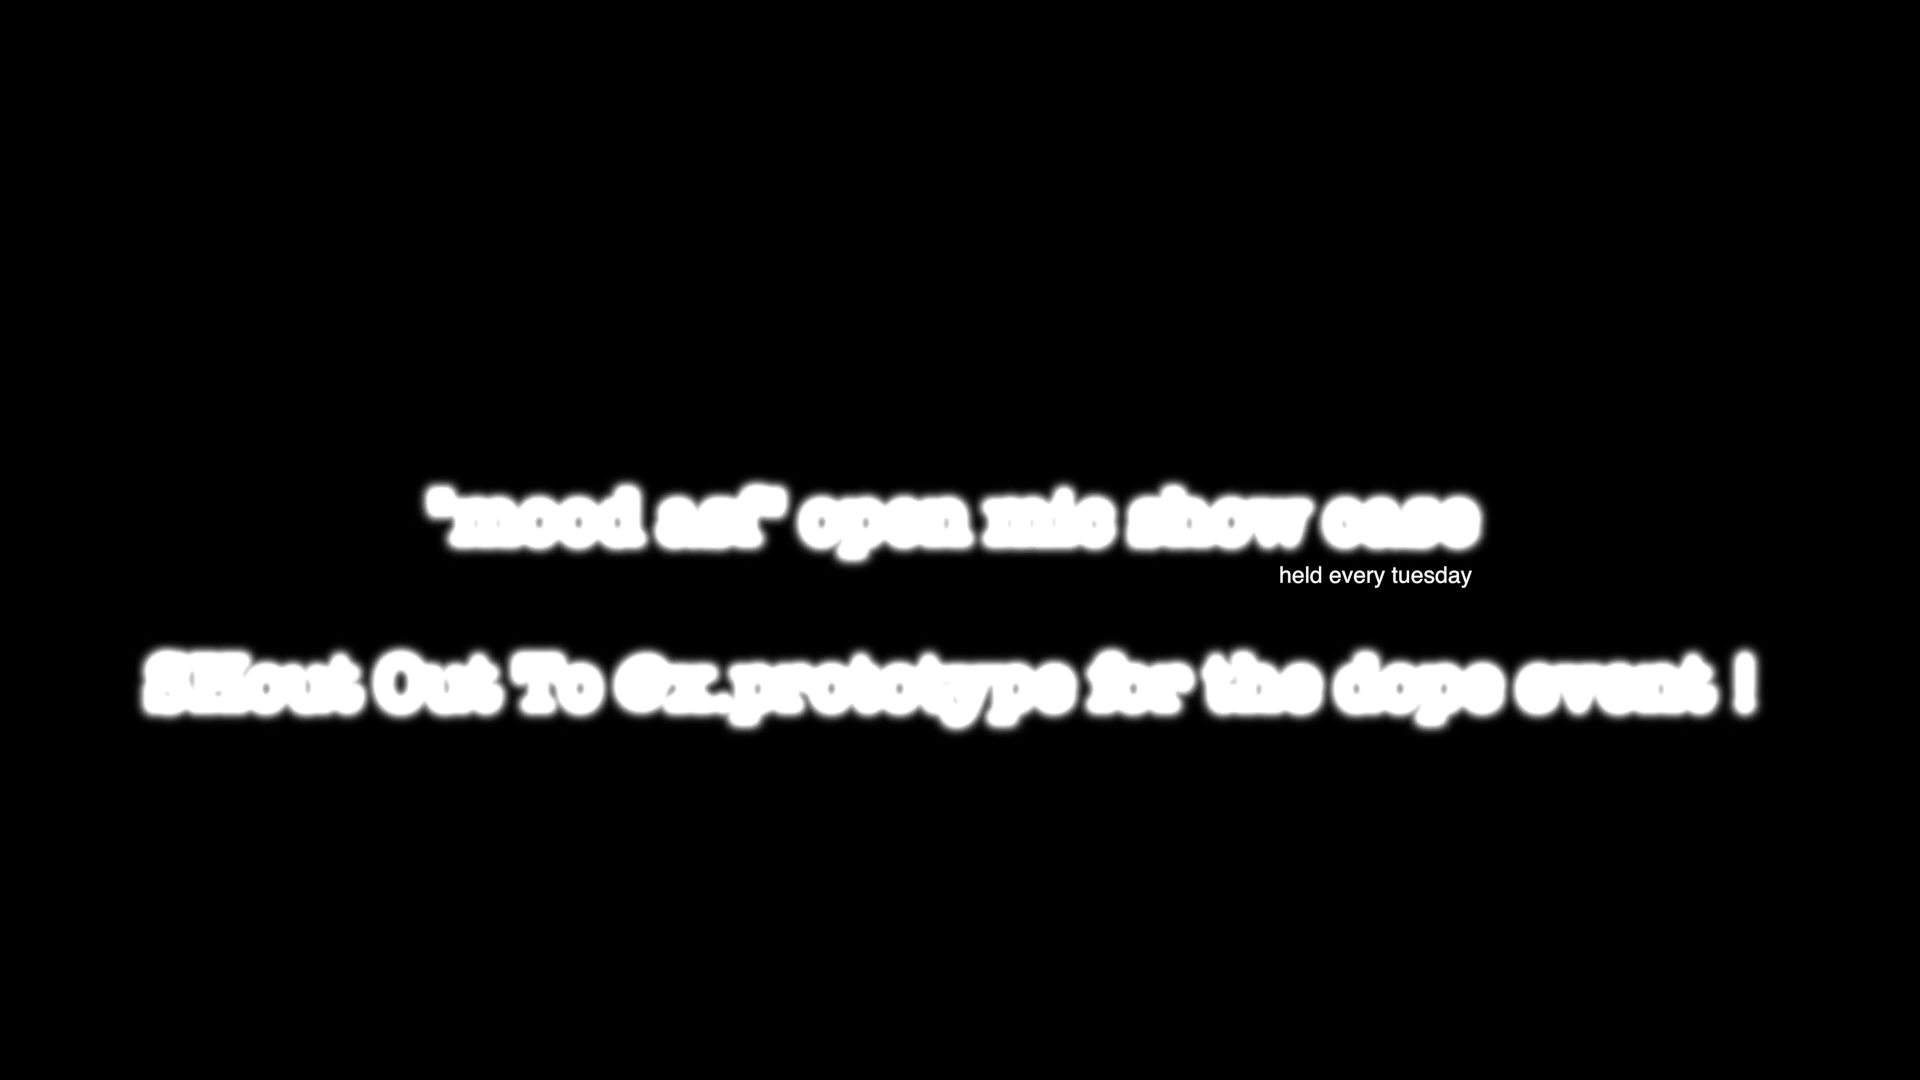 "mood asf" open mic show case
held every tuesday
SHout Out To @x.prototype for the dope event !